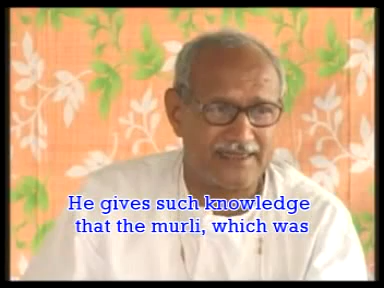 He gives such knowledge
that the murli, which was